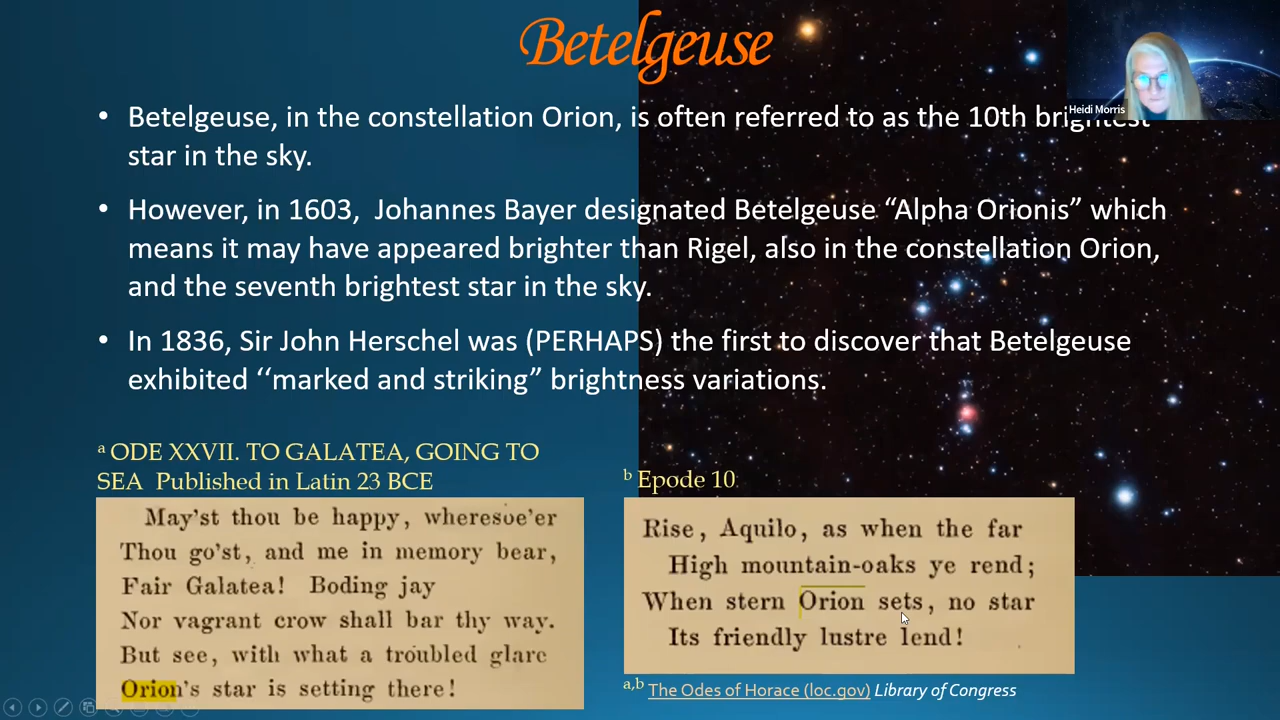 Betelgeuse
Heidi Morris
• Betelgeuse, in the constellation Orion, is often referred to as the 10th brightest
star in the sky.
• However, in 1603, Johannes Bayer designated Betelgeuse “Alpha Orionis” which
means it may have appeared brighter than Rigel, also in the constellation Orion,
and the seventh brightest star in the sky.
• In 1836, Sir John Herschel was (PERHAPS) the first to discover that Betelgeuse
exhibited ‘‘marked and striking” brightness variations.
a ODE XXVII. TO GALATEA, GOING TO
SEA Published in Latin 23 BCE
May'st thou be happy, wheresoe'er
Thou go'st, and me in memory bear,
Fair Galatea! Boding jay
Nor vagrant crow shall bar thy way.
But see, with what a troubled glare
Orion's star is setting there!
b Epode 10
Rise, Aquilo, as when the far
High mountain-oaks ye rend;
When stern Orion sets, no star
Its friendly lustre lend!
a,b The Odes of Horace (loc.gov) Library of Congress